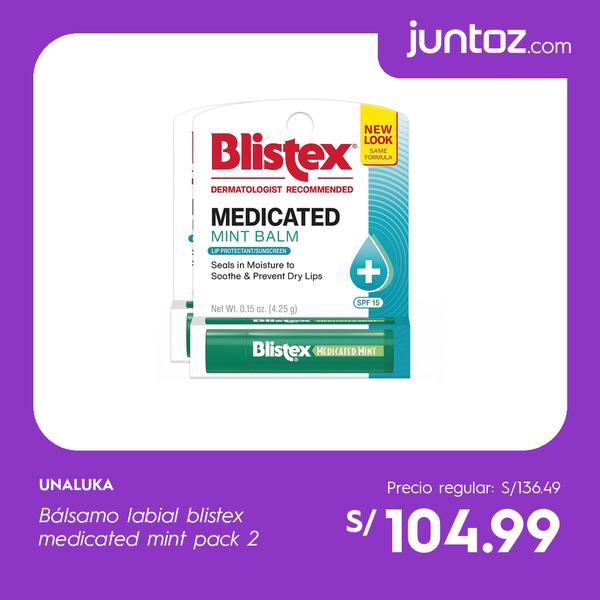 juntoz.com
NEW
LOOK
SAME
FORMULA
Blistex®
DERMATOLOGIST RECOMMENDED
MEDICATED
MINT BALM
LIP PROTECTANT/SUNSCREEN
Seals in Moisture to
Soothe & Prevent Dry Lips
SPF 15
Net Wt. 0.15 oz. (4.25 g)
Blistex® MEDICATED MINT
UNALUKA
Bálsamo labial blistex
medicated mint pack 2
Precio regular: S/136.49
S/104.99